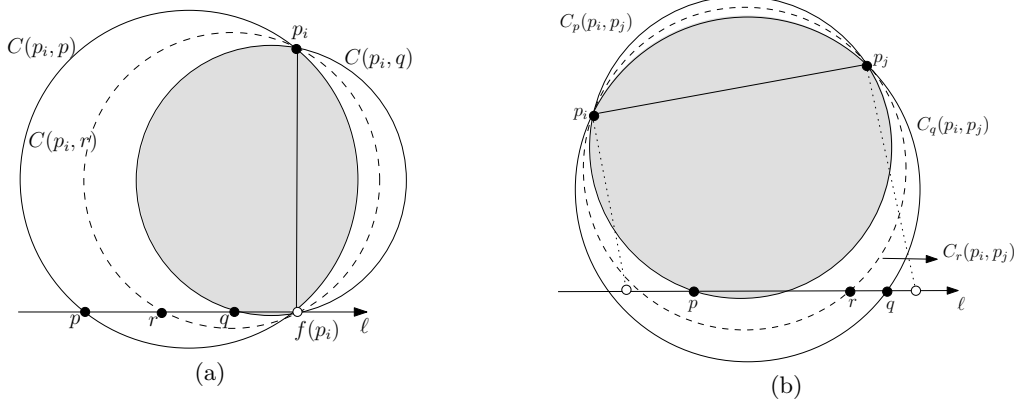 C(p_i, p)
p_i
C(p_i, q)
C(p_i, r)
p
r
q
f(p_i)
ℓ
(a)
C_p(p_i, p_j)
p_j
p_i
C_q(p_i, p_j)
C_r(p_i, p_j)
p
r
q
ℓ
(b)